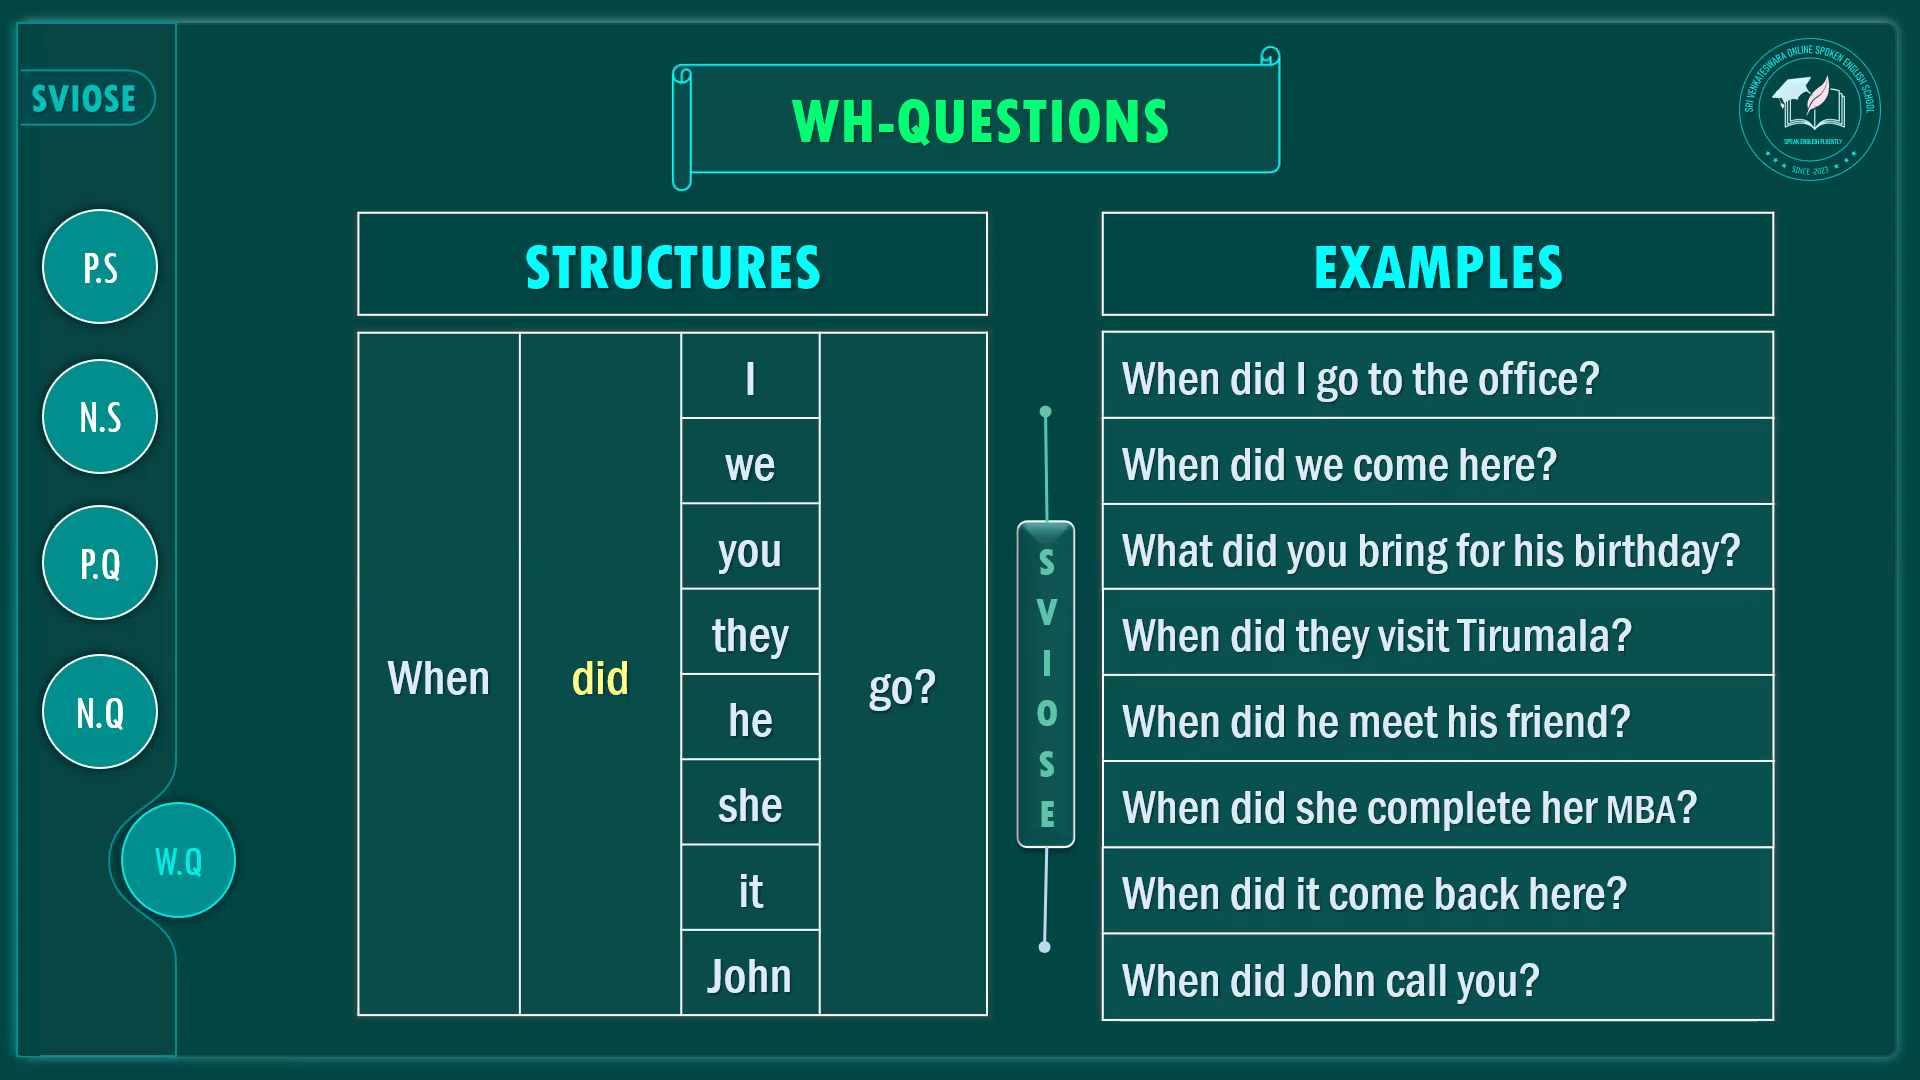 SVIOSE
WH-QUESTIONS
SRI VENKATESWARA ONLINE SPOKEN ENGLISH SCHOOL
SPEAK ENGLISH FLUENTLY
SINCE -2023
P.S
N.S
P.Q
N.Q
W.Q
STRUCTURES
When
did
I
we
you
they
he
she
it
John
go?
S
V
I
O
S
E
EXAMPLES
When did I go to the office?
When did we come here?
What did you bring for his birthday?
When did they visit Tirumala?
When did he meet his friend?
When did she complete her MBA?
When did it come back here?
When did John call you?